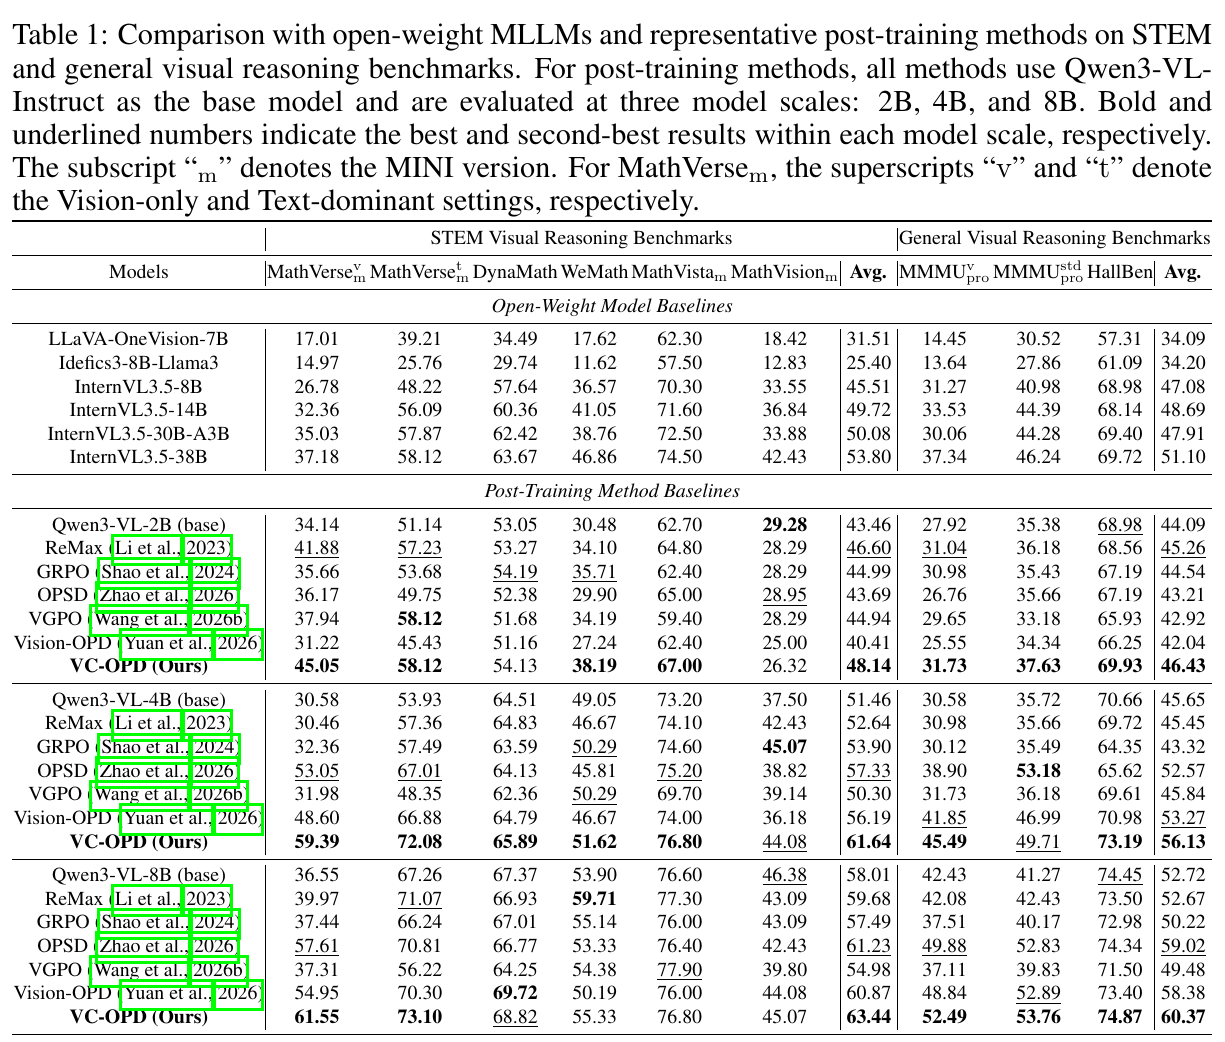 Table 1: Comparison with open-weight MLLMs and representative post-training methods on STEM
and general visual reasoning benchmarks. For post-training methods, all methods use Qwen3-VL-
Instruct as the base model and are evaluated at three model scales: 2B, 4B, and 8B. Bold and
underlined numbers indicate the best and second-best results within each model scale, respectively.
The subscript “m” denotes the MINI version. For MathVersem, the superscripts “v” and “t” denote
the Vision-only and Text-dominant settings, respectively.
STEM Visual Reasoning Benchmarks General Visual Reasoning Benchmarks
Models MathVerse^v_m MathVerse^t_m DynaMath WeMath MathVista_m MathVision_m Avg. MMMU^v_pro MMMU^std_pro HallBen Avg.
Open-Weight Model Baselines
LLaVA-OneVision-7B 17.01 39.21 34.49 17.62 62.30 18.42 31.51 14.45 30.52 57.31 34.09
Idefics3-8B-Llama3 14.97 25.76 29.74 11.62 57.50 12.83 25.40 13.64 27.86 61.09 34.20
InternVL3.5-8B 26.78 48.22 57.64 36.57 70.30 33.55 45.51 31.27 40.98 68.98 47.08
InternVL3.5-14B 32.36 56.09 60.36 41.05 71.60 36.84 49.72 33.53 44.39 68.14 48.69
InternVL3.5-30B-A3B 35.03 57.87 62.42 38.76 72.50 33.88 50.08 30.06 44.28 69.40 47.91
InternVL3.5-38B 37.18 58.12 63.67 46.86 74.50 42.43 53.80 37.34 46.24 69.72 51.10
Post-Training Method Baselines
Qwen3-VL-2B (base) 34.14 51.14 53.05 30.48 62.70 29.28 43.46 27.92 35.38 68.98 44.09
ReMax (Li et al., 2023) 41.88 57.23 53.27 34.10 64.80 28.29 46.60 31.04 36.18 68.56 45.26
GRPO (Shao et al., 2024) 35.66 53.68 54.19 35.71 62.40 28.29 44.99 30.98 35.43 67.19 44.54
OPSD (Zhao et al., 2026) 36.17 49.75 52.38 29.90 65.00 28.95 43.69 26.76 35.66 67.19 43.21
VGPO (Wang et al., 2026b) 37.94 58.12 51.68 34.19 59.40 28.29 44.94 29.65 33.18 65.93 42.92
Vision-OPD (Yuan et al., 2026) 31.22 45.43 51.16 27.24 62.40 25.00 40.41 25.55 34.34 66.25 42.04
VC-OPD (Ours) 45.05 58.12 54.13 38.19 67.00 26.32 48.14 31.73 37.63 69.93 46.43
Qwen3-VL-4B (base) 30.58 53.93 64.51 49.05 73.20 37.50 51.46 30.58 35.72 70.66 45.65
ReMax (Li et al., 2023) 30.46 57.36 64.83 46.67 74.10 42.43 52.64 30.98 35.66 69.72 45.45
GRPO (Shao et al., 2024) 32.36 57.49 63.59 50.29 74.60 45.07 53.90 30.12 35.49 64.35 43.32
OPSD (Zhao et al., 2026) 53.05 67.01 64.13 45.81 75.20 38.82 57.33 38.90 53.18 65.62 52.57
VGPO (Wang et al., 2026b) 31.98 48.35 62.36 50.29 69.70 39.14 50.30 31.73 36.18 69.61 45.84
Vision-OPD (Yuan et al., 2026) 48.60 66.88 64.79 46.67 74.00 36.18 56.19 41.85 46.99 70.98 53.27
VC-OPD (Ours) 59.39 72.08 65.89 51.62 76.80 44.08 61.64 45.49 49.71 73.19 56.13
Qwen3-VL-8B (base) 36.55 67.26 67.37 53.90 76.60 46.38 58.01 42.43 41.27 74.45 52.72
ReMax (Li et al., 2023) 39.97 71.07 66.93 59.71 77.30 43.09 59.68 42.08 42.43 73.50 52.67
GRPO (Shao et al., 2024) 37.44 66.24 67.01 55.14 76.00 43.09 57.49 37.51 40.17 72.98 50.22
OPSD (Zhao et al., 2026) 57.61 70.81 66.77 53.33 76.40 42.43 61.23 49.88 52.83 74.34 59.02
VGPO (Wang et al., 2026b) 37.31 56.22 64.25 54.38 77.90 39.80 54.98 37.11 39.83 71.50 49.48
Vision-OPD (Yuan et al., 2026) 54.95 70.30 69.72 50.19 76.00 44.08 60.87 48.84 52.89 73.40 58.38
VC-OPD (Ours) 61.55 73.10 68.82 55.33 76.80 45.07 63.44 52.49 53.76 74.87 60.37